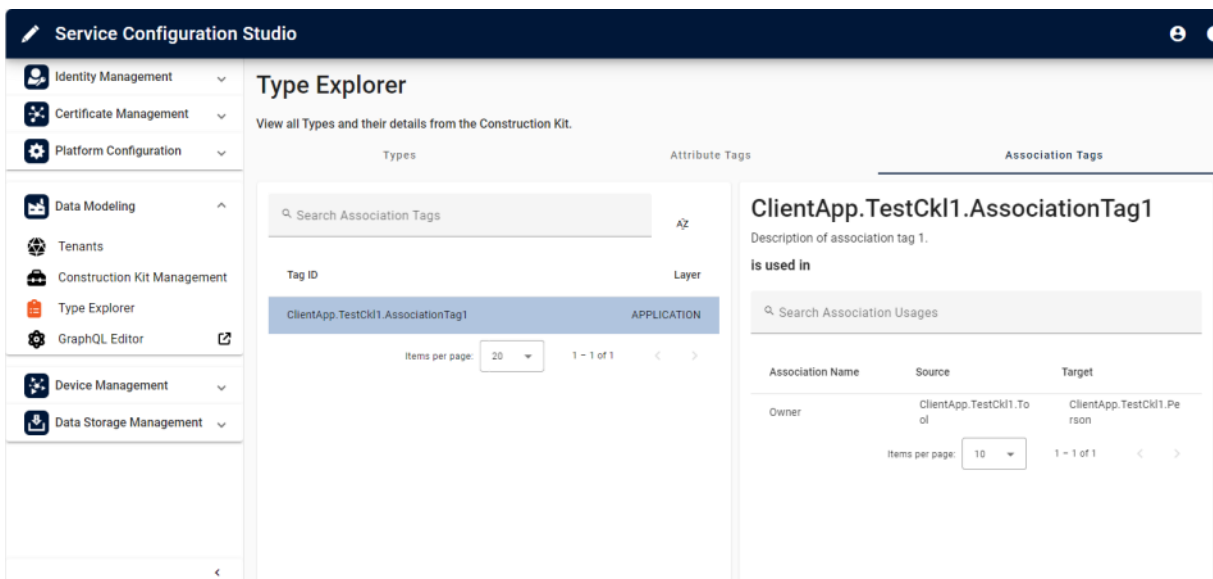 Service Configuration Studio
Identity Management
Certificate Management
Platform Configuration
Data Modeling
Tenants
Construction Kit Management
Type Explorer
GraphQL Editor
Device Management
Data Storage Management
Type Explorer
View all Types and their details from the Construction Kit.
Types
Attribute Tags
Association Tags
Search Association Tags
AZ
Tag ID
Layer
ClientApp.TestCkl1.AssociationTag1
APPLICATION
Items per page:
20
1 – 1 of 1
ClientApp.TestCkl1.AssociationTag1
Description of association tag 1.
is used in
Search Association Usages
Association Name
Source
Target
Owner
ClientApp.TestCkl1.To
ol
ClientApp.TestCkl1.Pe
rson
Items per page:
10
1 – 1 of 1